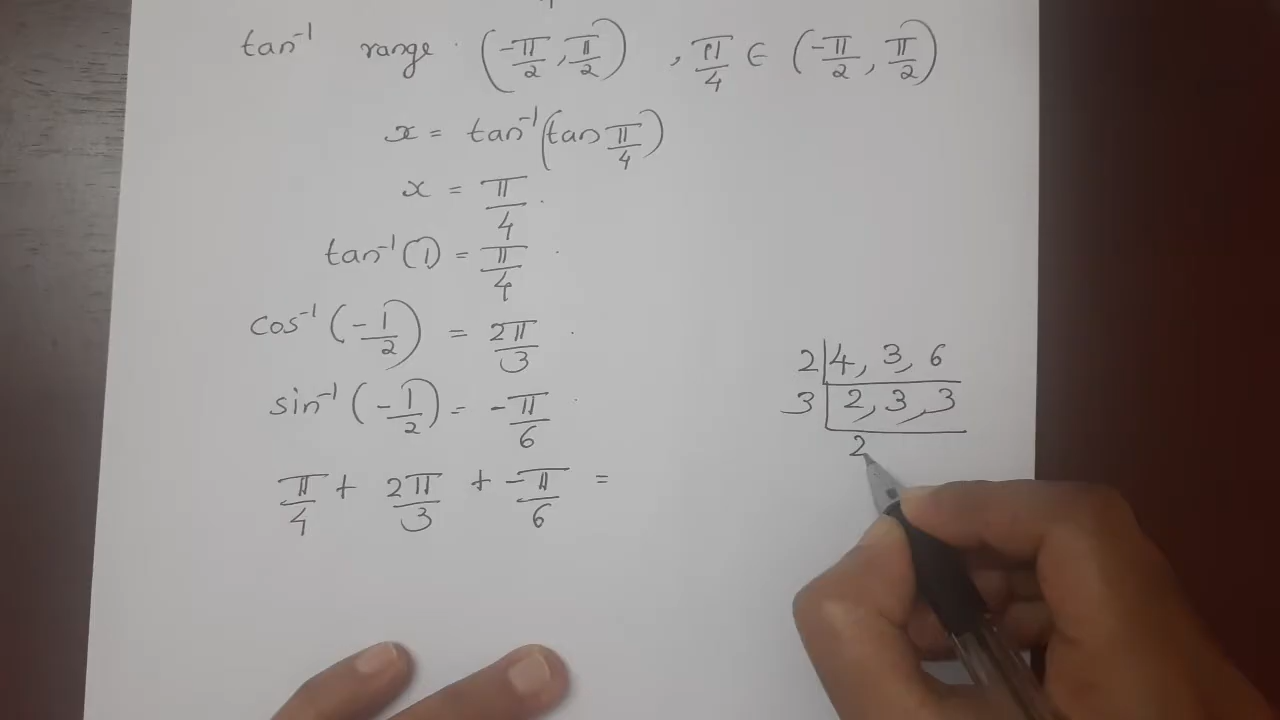 tan⁻¹ range · (-π/2, π/2) , π/4 ∈ (-π/2, π/2)
x = tan⁻¹(tan π/4)
x = π/4 .
tan⁻¹(1) = π/4 .
cos⁻¹(-1/2) = 2π/3 .
sin⁻¹(-1/2) = -π/6 .
π/4 + 2π/3 + -π/6 =
2 | 4, 3, 6
3 | 2, 3, 3
2